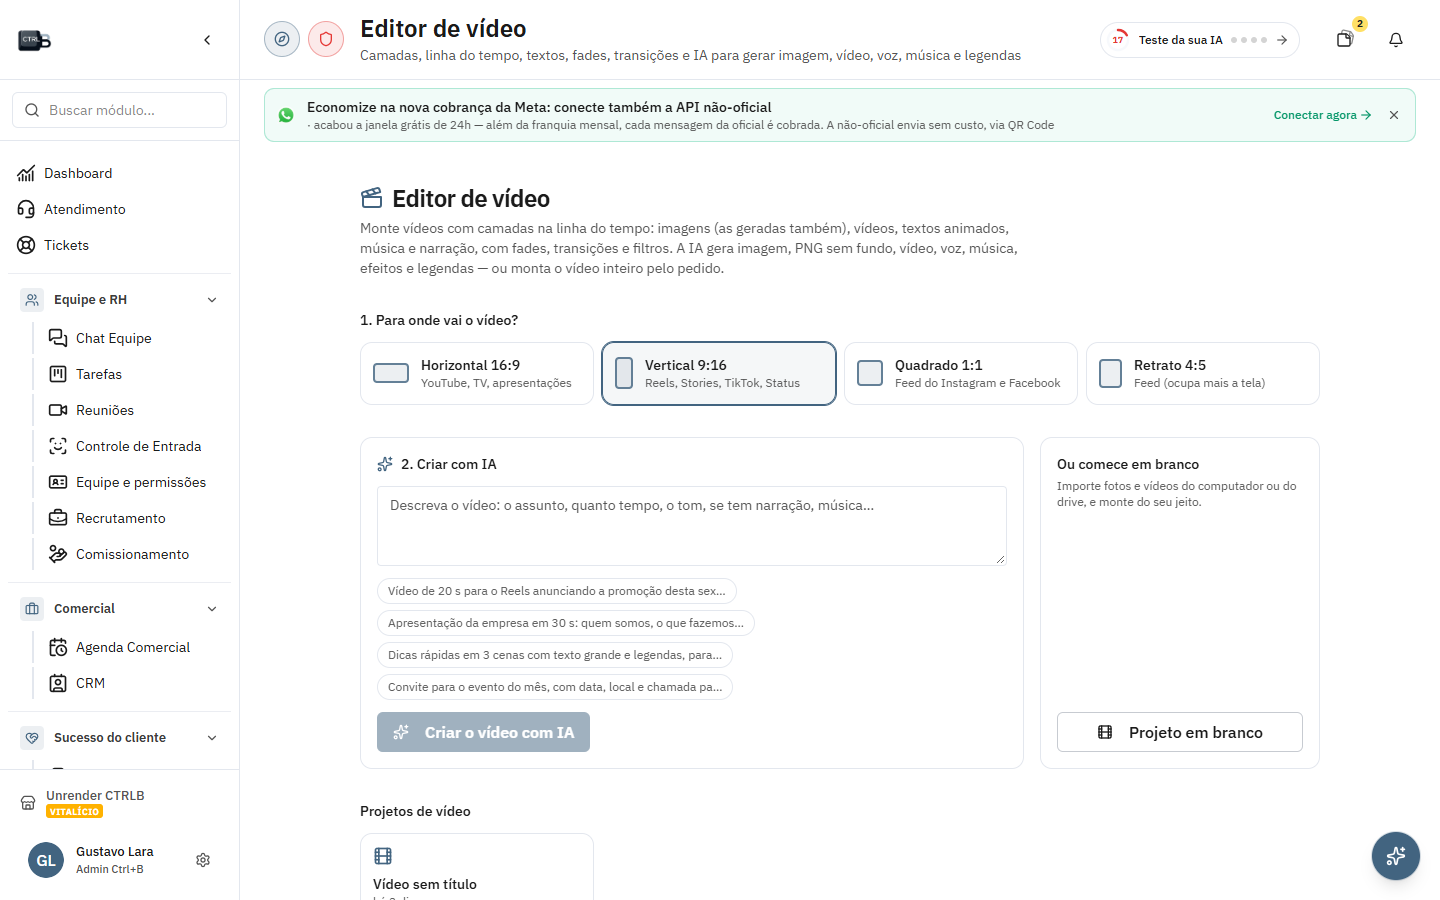 CTRL B
Editor de vídeo
Camadas, linha do tempo, textos, fades, transições e IA para gerar imagem, vídeo, voz, música e legendas
17 Teste da sua IA
2
Buscar módulo...
Economize na nova cobrança da Meta: conecte também a API não-oficial
· acabou a janela grátis de 24h — além da franquia mensal, cada mensagem da oficial é cobrada. A não-oficial envia sem custo, via QR Code
Conectar agora
Dashboard
Atendimento
Tickets
Equipe e RH
Chat Equipe
Tarefas
Reuniões
Controle de Entrada
Equipe e permissões
Recrutamento
Comissionamento
Comercial
Agenda Comercial
CRM
Sucesso do cliente
Unrender CTRLB
VITALÍCIO
GL
Gustavo Lara
Admin Ctrl+B
Editor de vídeo
Monte vídeos com camadas na linha do tempo: imagens (as geradas também), vídeos, textos animados,
música e narração, com fades, transições e filtros. A IA gera imagem, PNG sem fundo, vídeo, voz, música,
efeitos e legendas — ou monta o vídeo inteiro pelo pedido.
1. Para onde vai o vídeo?
Horizontal 16:9
YouTube, TV, apresentações
Vertical 9:16
Reels, Stories, TikTok, Status
Quadrado 1:1
Feed do Instagram e Facebook
Retrato 4:5
Feed (ocupa mais a tela)
2. Criar com IA
Descreva o vídeo: o assunto, quanto tempo, o tom, se tem narração, música...
Vídeo de 20 s para o Reels anunciando a promoção desta sex...
Apresentação da empresa em 30 s: quem somos, o que fazemos...
Dicas rápidas em 3 cenas com texto grande e legendas, para...
Convite para o evento do mês, com data, local e chamada pa...
Criar o vídeo com IA
Ou comece em branco
Importe fotos e vídeos do computador ou do
drive, e monte do seu jeito.
Projeto em branco
Projetos de vídeo
Vídeo sem título